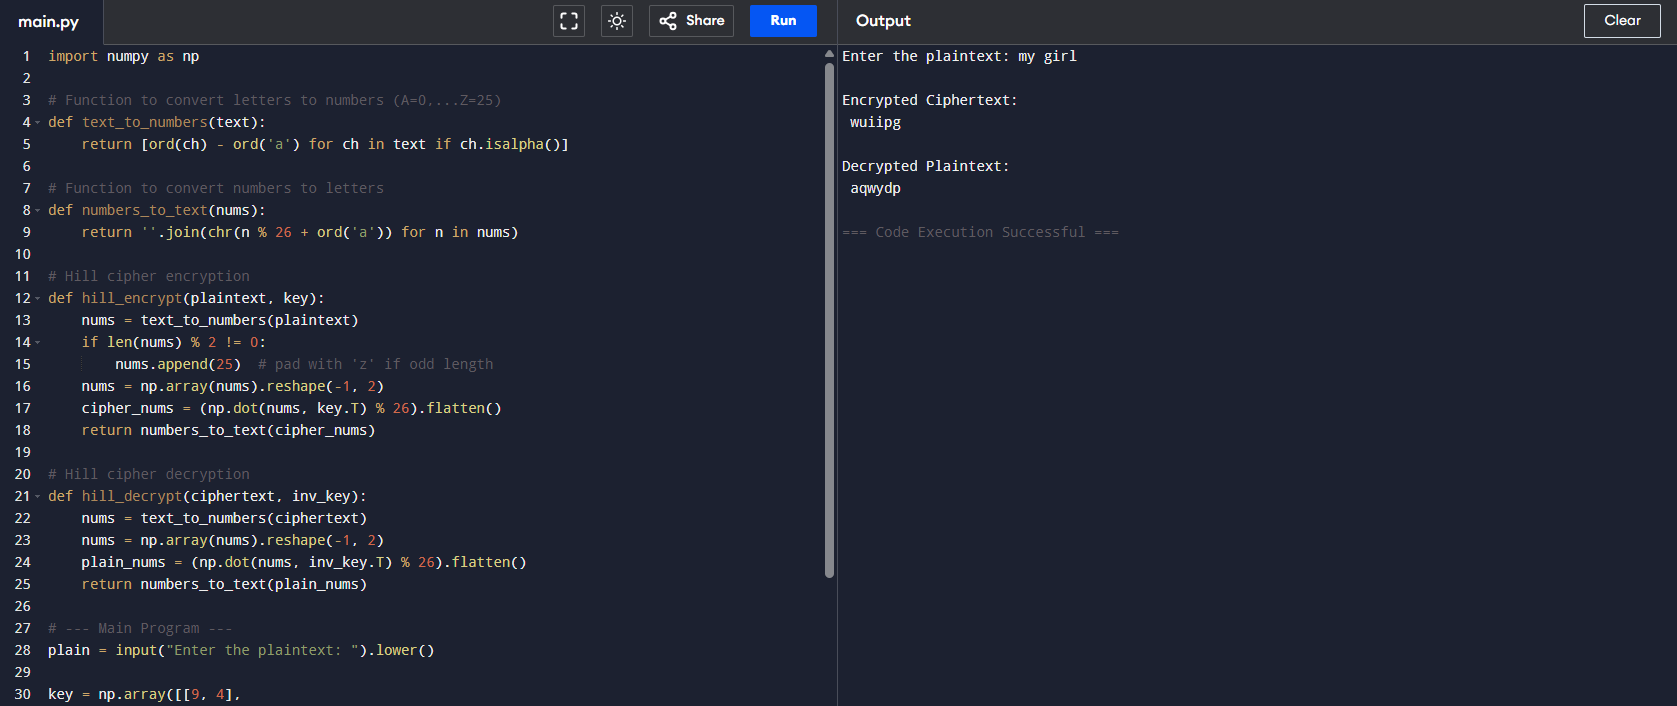 main.py
Share
Run
Output
Clear
1 import numpy as np
2
3 # Function to convert letters to numbers (A=0,...Z=25)
4 def text_to_numbers(text):
5     return [ord(ch) - ord('a') for ch in text if ch.isalpha()]
6
7 # Function to convert numbers to letters
8 def numbers_to_text(nums):
9     return ''.join(chr(n % 26 + ord('a')) for n in nums)
10
11 # Hill cipher encryption
12 def hill_encrypt(plaintext, key):
13     nums = text_to_numbers(plaintext)
14     if len(nums) % 2 != 0:
15         nums.append(25)  # pad with 'z' if odd length
16     nums = np.array(nums).reshape(-1, 2)
17     cipher_nums = (np.dot(nums, key.T) % 26).flatten()
18     return numbers_to_text(cipher_nums)
19
20 # Hill cipher decryption
21 def hill_decrypt(ciphertext, inv_key):
22     nums = text_to_numbers(ciphertext)
23     nums = np.array(nums).reshape(-1, 2)
24     plain_nums = (np.dot(nums, inv_key.T) % 26).flatten()
25     return numbers_to_text(plain_nums)
26
27 # --- Main Program ---
28 plain = input("Enter the plaintext: ").lower()
29
30 key = np.array([[9, 4],
Enter the plaintext: my girl
Encrypted Ciphertext:
wuiipg
Decrypted Plaintext:
aqwydp
=== Code Execution Successful ===